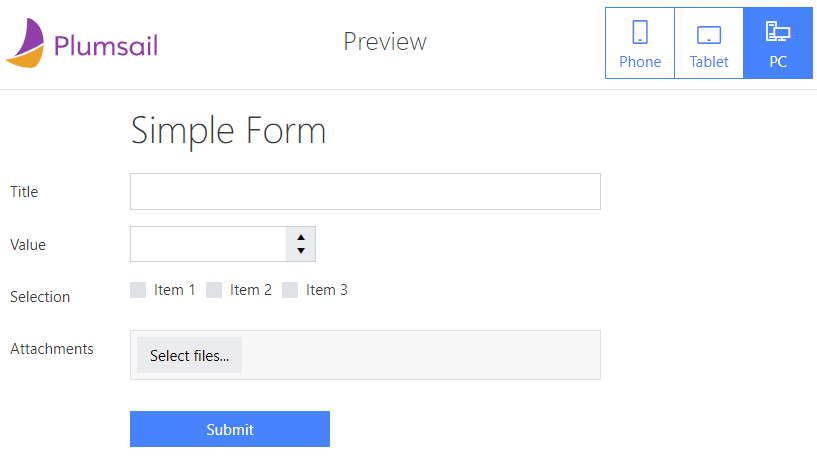 Plumsail
Preview
Phone
Tablet
PC
Simple Form
Title
Value
Selection
Item 1
Item 2
Item 3
Attachments
Select files...
Submit